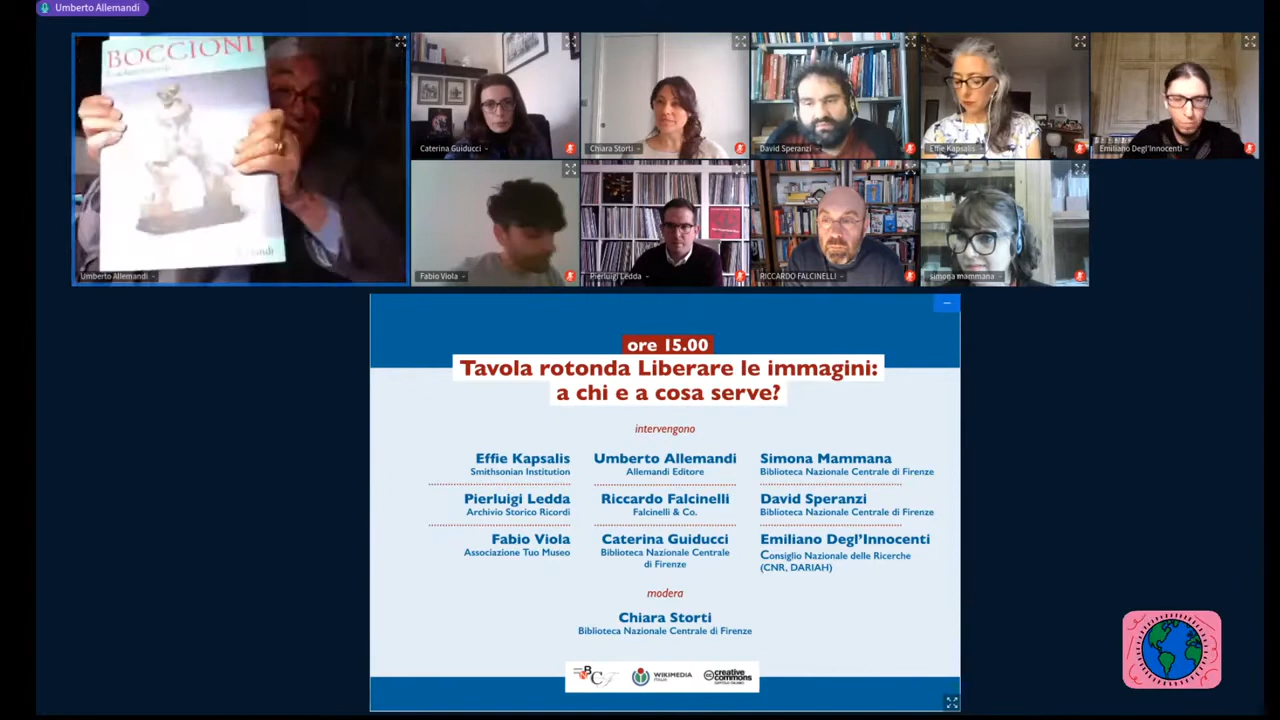 Umberto Allemandi
BOCCIONI
Umberto Allemandi
Caterina Guiducci
Chiara Storti
David Speranzi
Effie Kapsalis
Emiliano Degl'Innocenti
Fabio Viola
Pierluigi Ledda
RICCARDO FALCINELLI
simona mammana
ore 15.00
Tavola rotonda Liberare le immagini:
a chi e a cosa serve?
intervengono
Effie Kapsalis
Smithsonian Institution
Umberto Allemandi
Allemandi Editore
Simona Mammana
Biblioteca Nazionale Centrale di Firenze
Pierluigi Ledda
Archivio Storico Ricordi
Riccardo Falcinelli
Falcinelli & Co.
David Speranzi
Biblioteca Nazionale Centrale di Firenze
Fabio Viola
Associazione Tuo Museo
Caterina Guiducci
Biblioteca Nazionale Centrale
di Firenze
Emiliano Degl'Innocenti
Consiglio Nazionale delle Ricerche
(CNR, DARIAH)
modera
Chiara Storti
Biblioteca Nazionale Centrale di Firenze
WIKIMEDIA
ITALIA
creative
commons